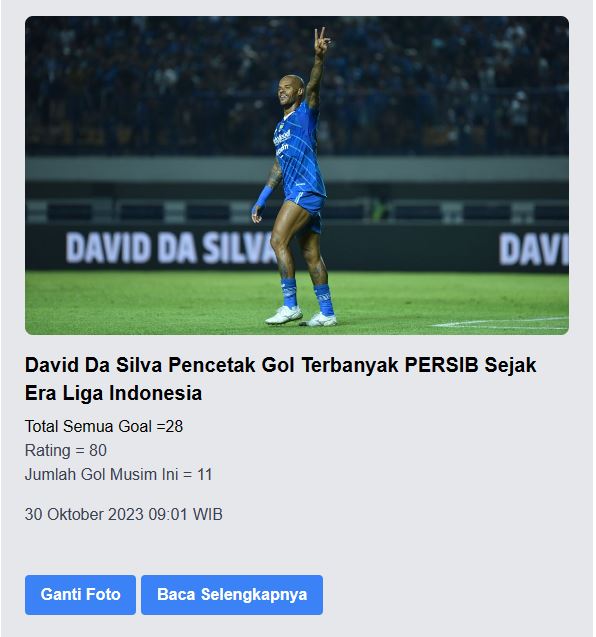 DAVID DA SILVA
DAVI
David Da Silva Pencetak Gol Terbanyak PERSIB Sejak
Era Liga Indonesia
Total Semua Goal =28
Rating = 80
Jumlah Gol Musim Ini = 11
30 Oktober 2023 09:01 WIB
Ganti Foto
Baca Selengkapnya